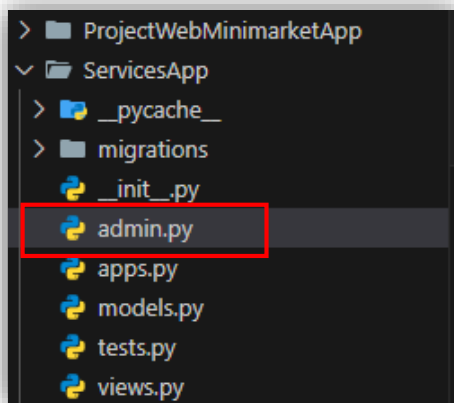 ProjectWebMinimarketApp
ServicesApp
__pycache__
migrations
__init__.py
admin.py
apps.py
models.py
tests.py
views.py